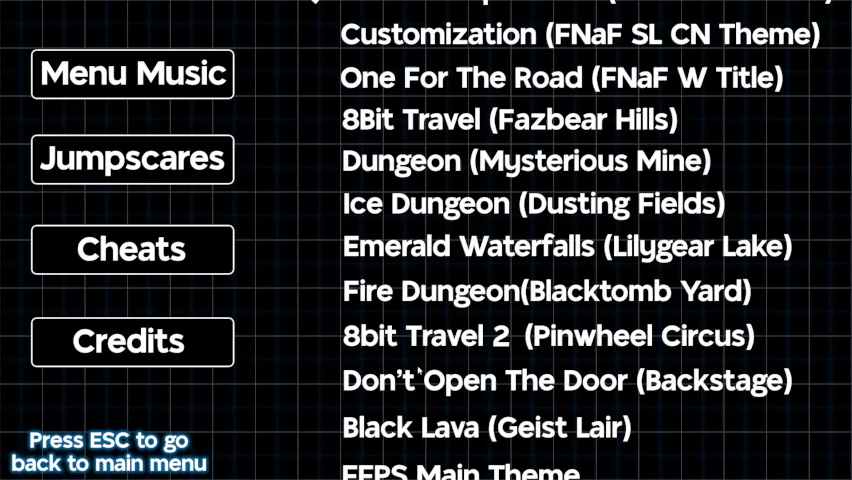 Customization (FNaF SL CN Theme)
Menu Music
One For The Road (FNaF W Title)
8Bit Travel (Fazbear Hills)
Jumpscares
Dungeon (Mysterious Mine)
Ice Dungeon (Dusting Fields)
Cheats
Emerald Waterfalls (Lilygear Lake)
Fire Dungeon(Blacktomb Yard)
Credits
8bit Travel 2 (Pinwheel Circus)
Don't Open The Door (Backstage)
Black Lava (Geist Lair)
Press ESC to go
back to main menu
FFPS Main Theme